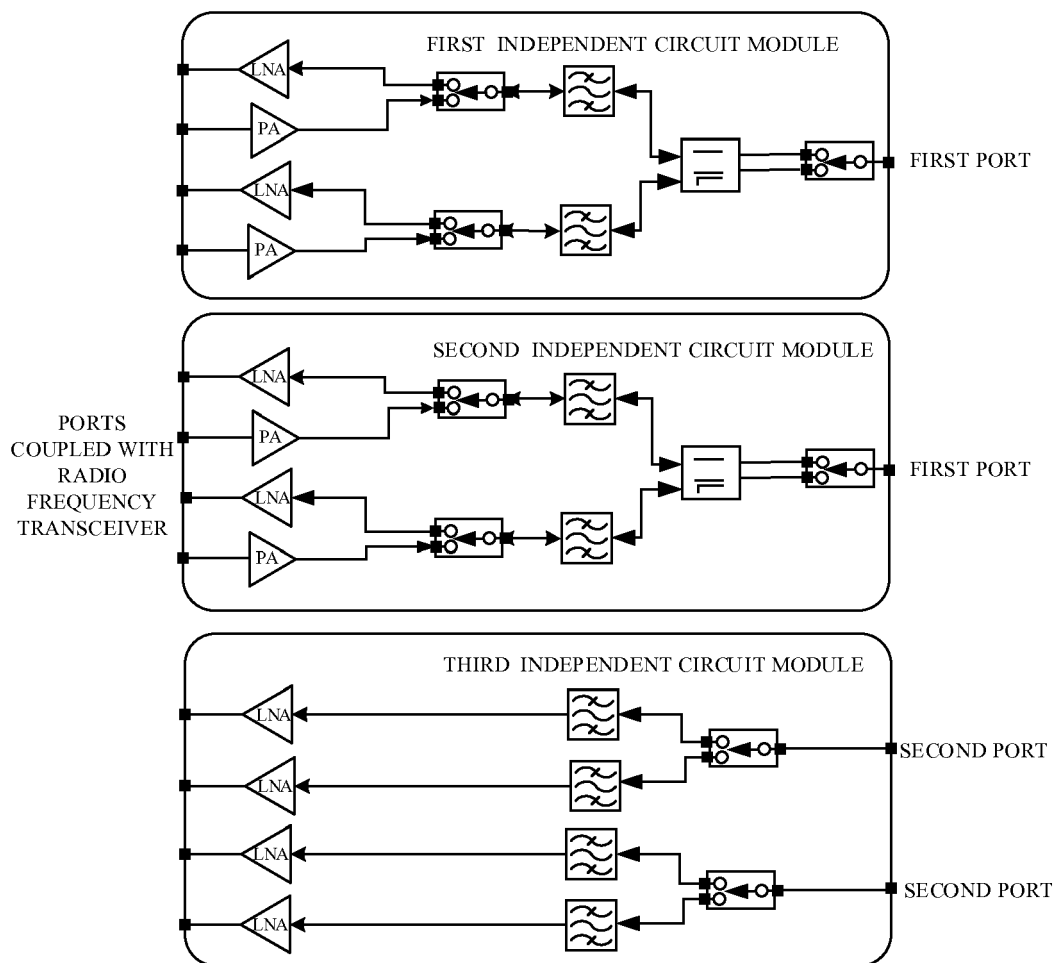 FIRST INDEPENDENT CIRCUIT MODULE
LNA
PA
LNA
PA
FIRST PORT
SECOND INDEPENDENT CIRCUIT MODULE
LNA
PA
LNA
PA
FIRST PORT
PORTS
COUPLED WITH
RADIO
FREQUENCY
TRANSCEIVER
THIRD INDEPENDENT CIRCUIT MODULE
LNA
LNA
LNA
LNA
SECOND PORT
SECOND PORT